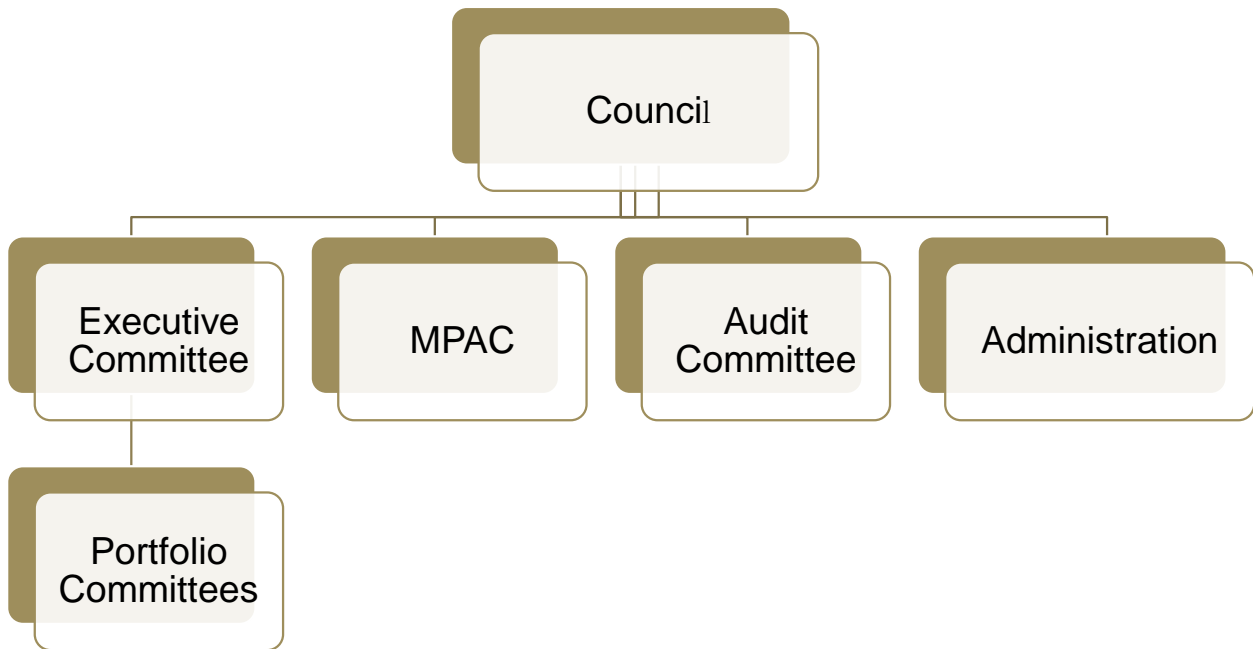 Council
Executive
Committee
MPAC
Audit
Committee
Administration
Portfolio
Committees